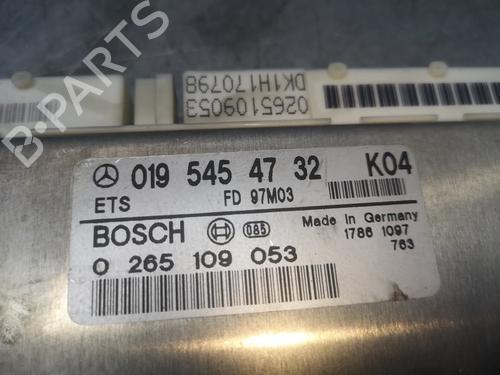 0265109053
DK1H170798
019 545 47 32 K04
ETS FD 97M03
BOSCH 085 Made in Germany
0 265 109 053 1786 1097
763
B-PARTS